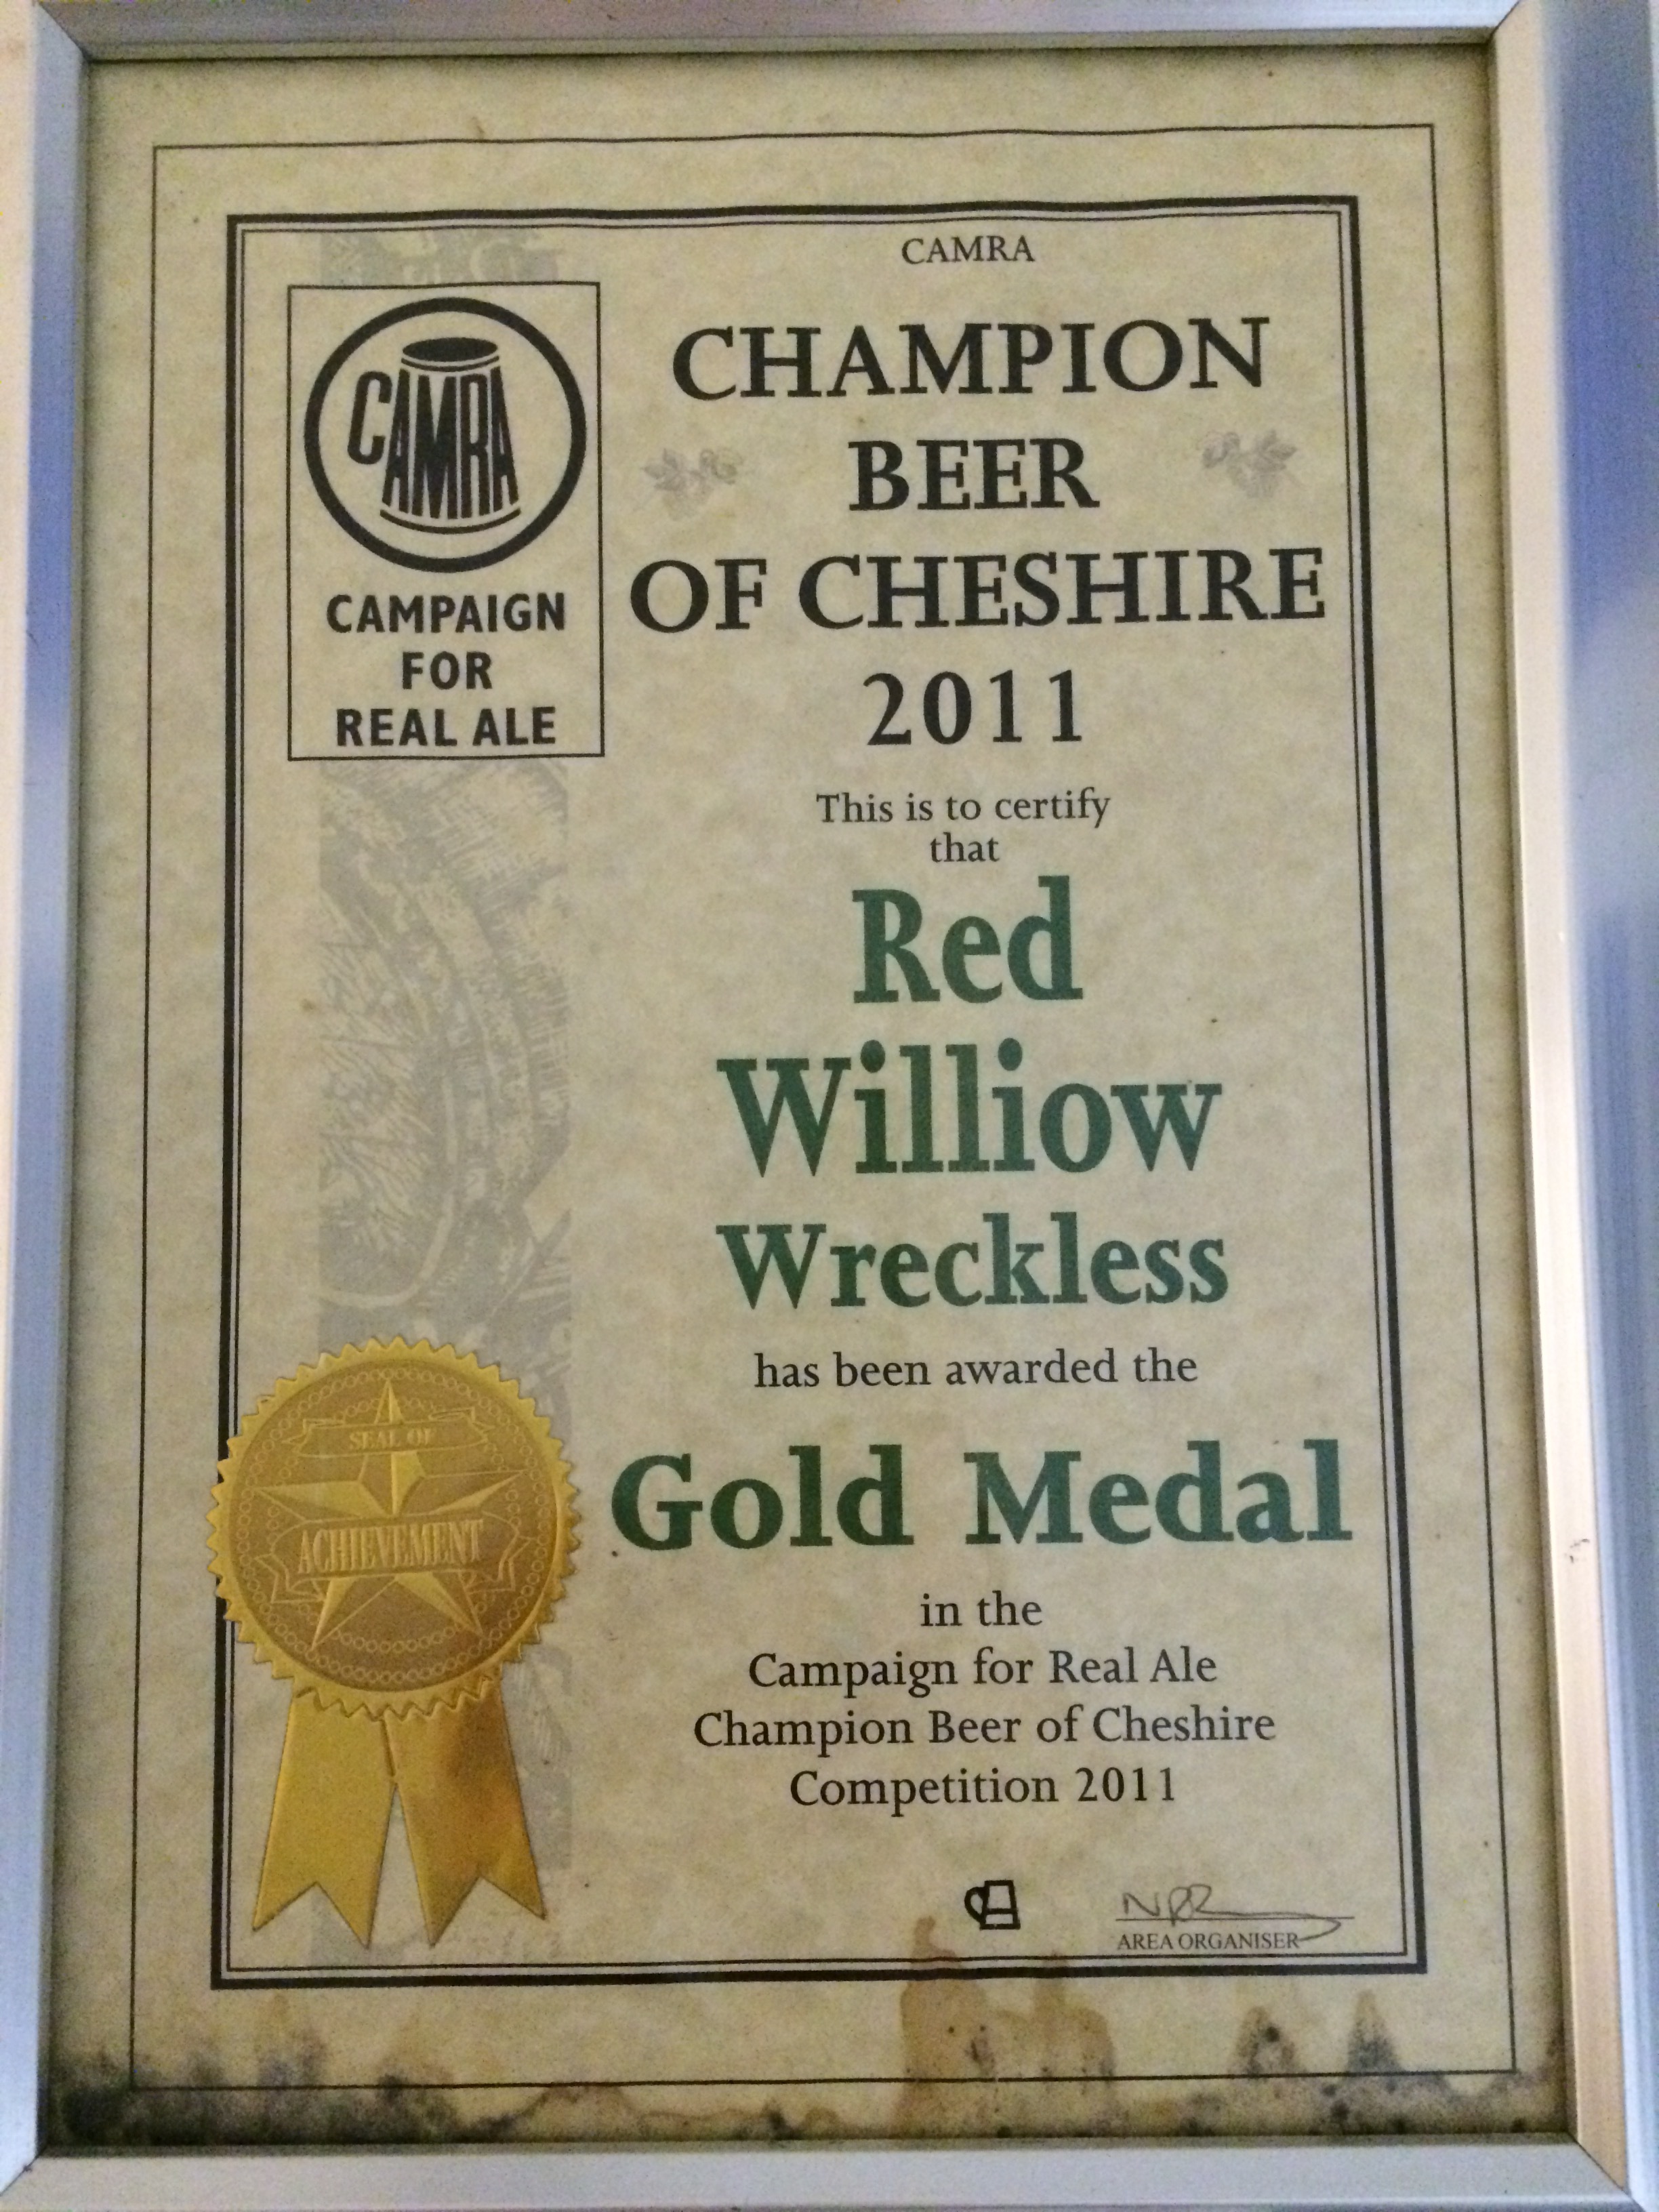 CAMRA
CAMRA
CAMPAIGN
FOR
REAL ALE
CHAMPION
BEER
OF CHESHIRE
2011
This is to certify
that
Red
Williow
Wreckless
has been awarded the
Gold Medal
SEAL OF
ACHIEVEMENT
in the
Campaign for Real Ale
Champion Beer of Cheshire
Competition 2011
AREA ORGANISER